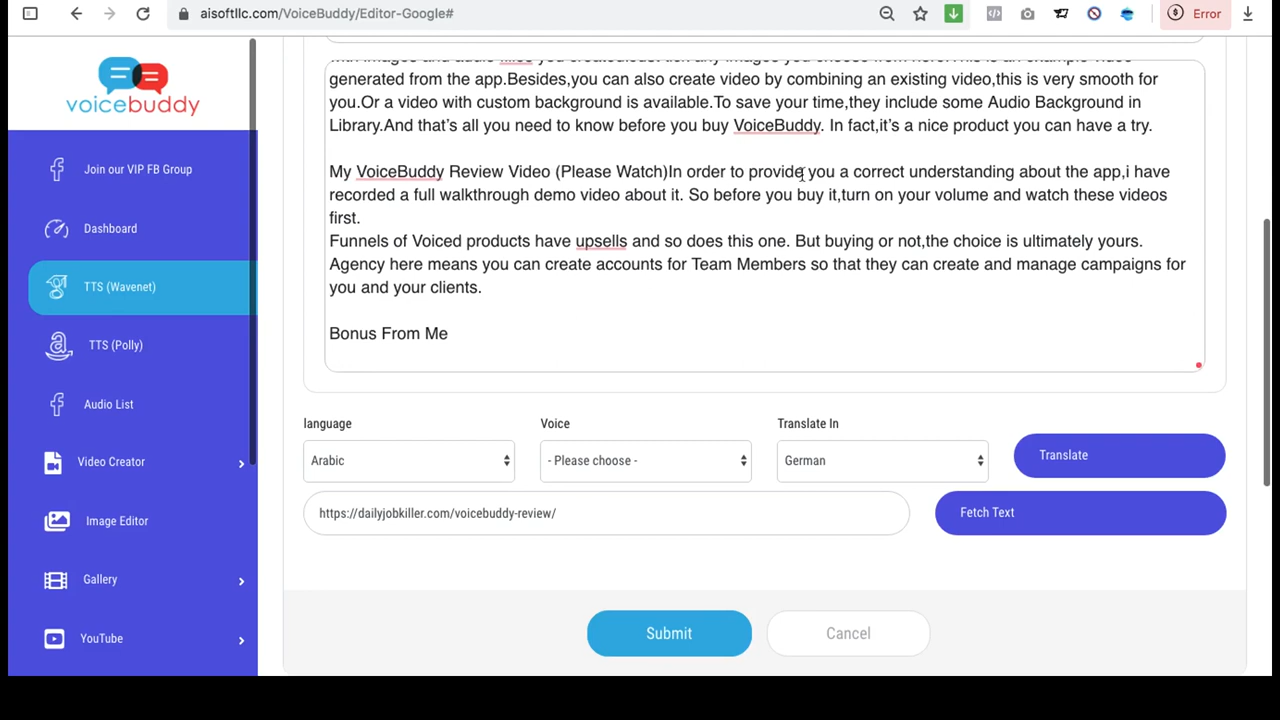 aisoftllc.com/VoiceBuddy/Editor-Google#
Error
voicebuddy
Join our VIP FB Group
Dashboard
TTS (Wavenet)
TTS (Polly)
Audio List
Video Creator
Image Editor
Gallery
YouTube
generated from the app.Besides,you can also create video by combining an existing video,this is very smooth for
you.Or a video with custom background is available.To save your time,they include some Audio Background in
Library.And that's all you need to know before you buy VoiceBuddy. In fact,it's a nice product you can have a try.
My VoiceBuddy Review Video (Please Watch)In order to provide you a correct understanding about the app,i have
recorded a full walkthrough demo video about it. So before you buy it,turn on your volume and watch these videos
first.
Funnels of Voiced products have upsells and so does this one. But buying or not,the choice is ultimately yours.
Agency here means you can create accounts for Team Members so that they can create and manage campaigns for
you and your clients.
Bonus From Me
language
Voice
Translate In
Arabic
- Please choose -
German
Translate
https://dailyjobkiller.com/voicebuddy-review/
Fetch Text
Submit
Cancel